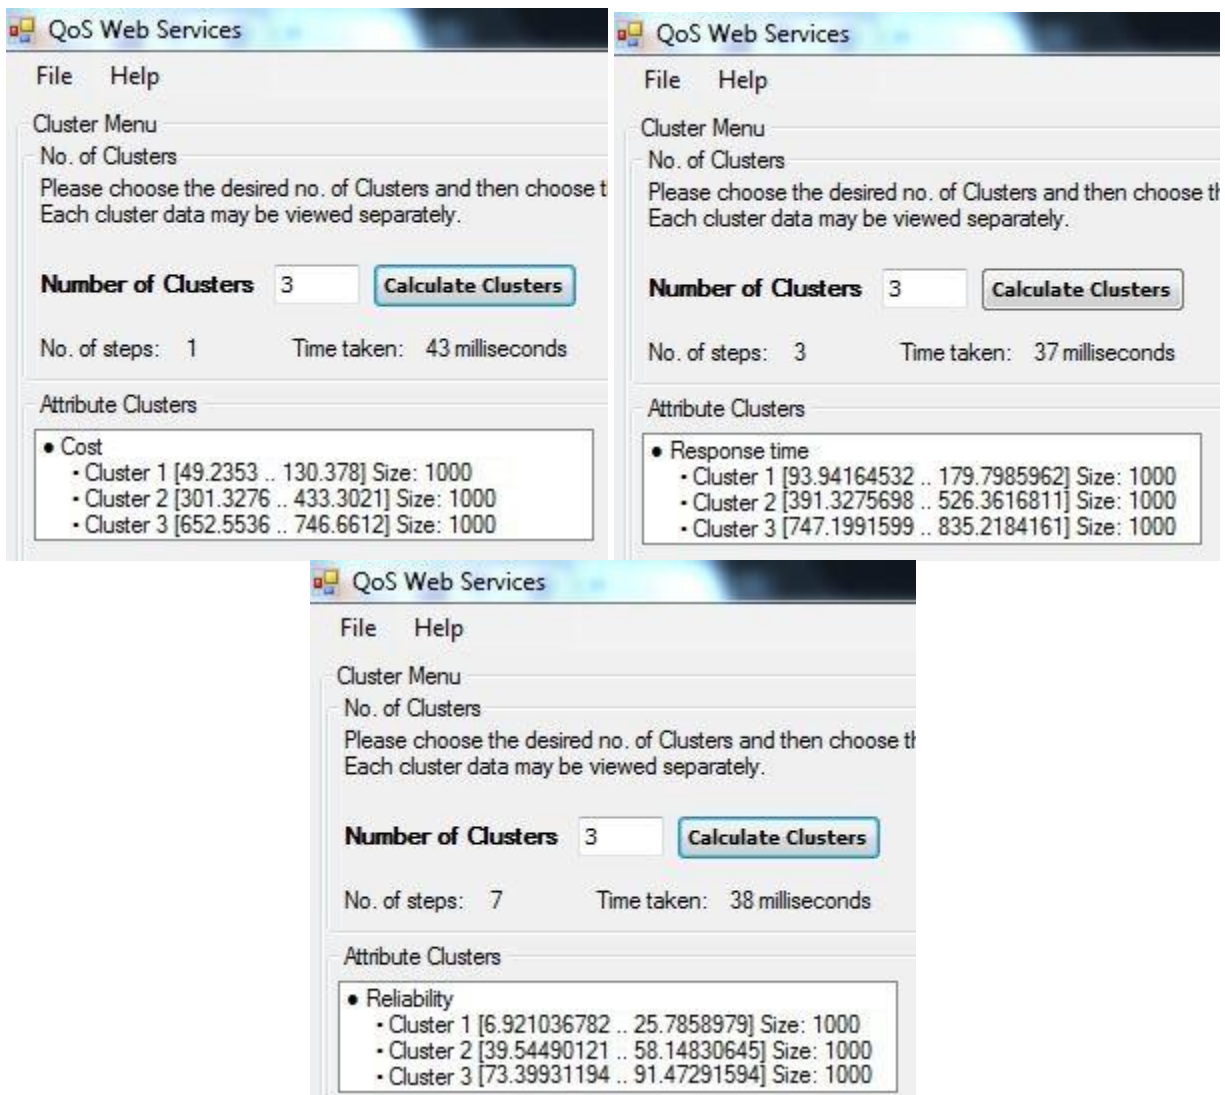 QoS Web Services
File Help
Cluster Menu
No. of Clusters
Please choose the desired no. of Clusters and then choose t
Each cluster data may be viewed separately.
Number of Clusters 3 Calculate Clusters
No. of steps: 1 Time taken: 43 milliseconds
Attribute Clusters
● Cost
• Cluster 1 [49.2353 .. 130.378] Size: 1000
• Cluster 2 [301.3276 .. 433.3021] Size: 1000
• Cluster 3 [652.5536 .. 746.6612] Size: 1000
QoS Web Services
File Help
Cluster Menu
No. of Clusters
Please choose the desired no. of Clusters and then choose th
Each cluster data may be viewed separately.
Number of Clusters 3 Calculate Clusters
No. of steps: 3 Time taken: 37 milliseconds
Attribute Clusters
● Response time
• Cluster 1 [93.94164532 .. 179.7985962] Size: 1000
• Cluster 2 [391.3275698 .. 526.3616811] Size: 1000
• Cluster 3 [747.1991599 .. 835.2184161] Size: 1000
QoS Web Services
File Help
Cluster Menu
No. of Clusters
Please choose the desired no. of Clusters and then choose th
Each cluster data may be viewed separately.
Number of Clusters 3 Calculate Clusters
No. of steps: 7 Time taken: 38 milliseconds
Attribute Clusters
● Reliability
• Cluster 1 [6.921036782 .. 25.7858979] Size: 1000
• Cluster 2 [39.54490121 .. 58.14830645] Size: 1000
• Cluster 3 [73.39931194 .. 91.47291594] Size: 1000